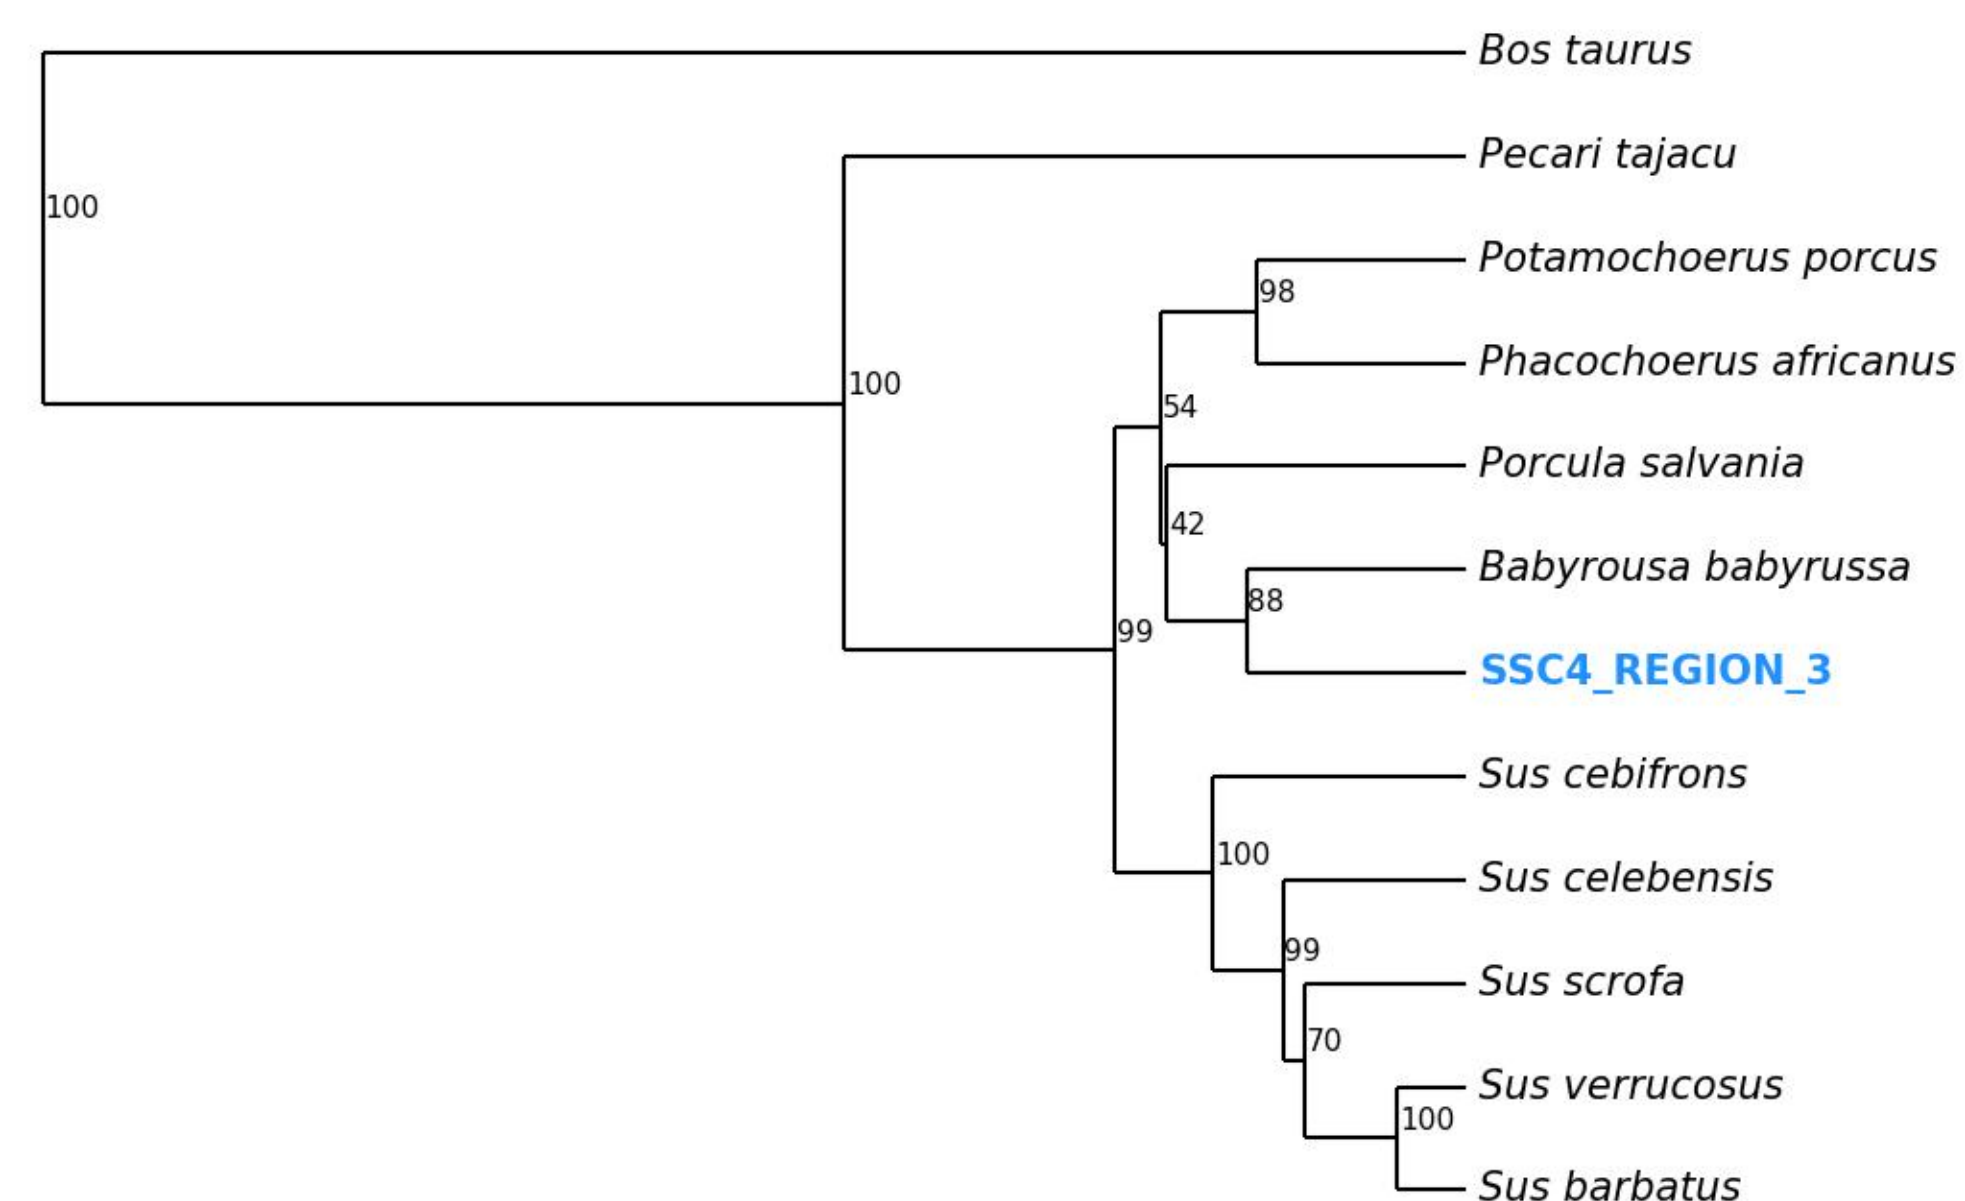 Bos taurus
100
Pecari tajacu
100
Potamochoerus porcus
98
Phacochoerus africanus
54
Porcula salvania
42
Babyrousa babyrussa
88
99
SSC4_REGION_3
Sus cebifrons
100
Sus celebensis
99
Sus scrofa
70
Sus verrucosus
100
Sus barbatus